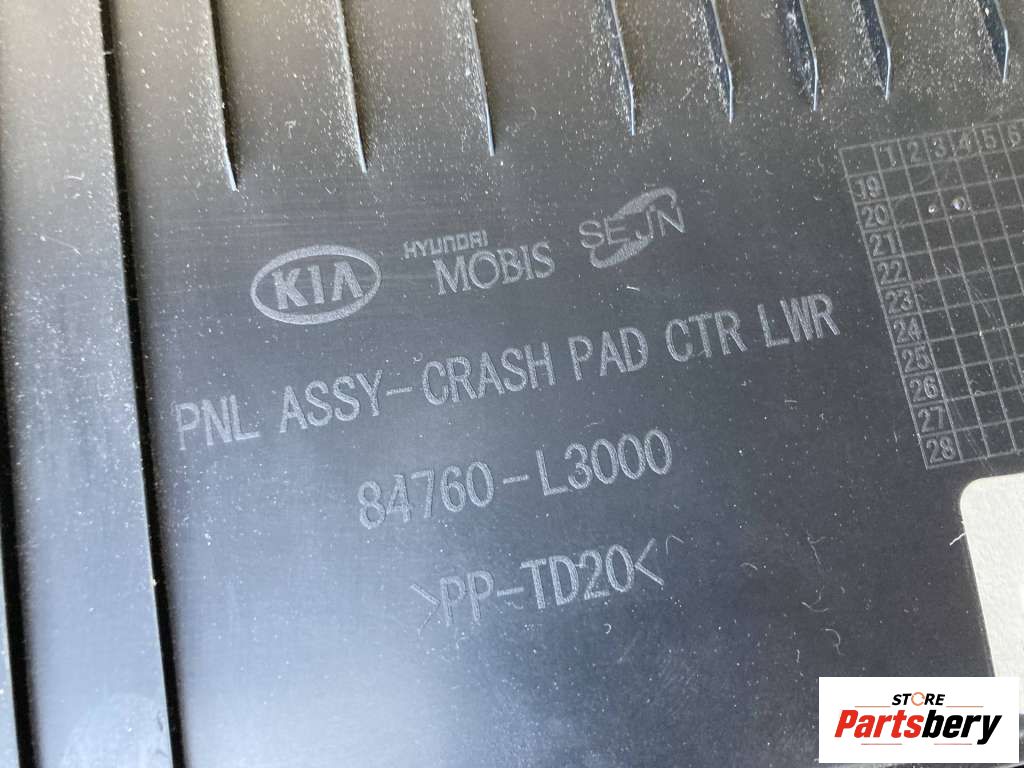 KIA HYUNDAI MOBIS SEJN
PNL ASSY-CRASH PAD CTR LWR
84760-L3000
>PP-TD20<
1 2 3 4 5 6
19
20
21
22
23
24
25
26
27
28
STORE
Partsbery